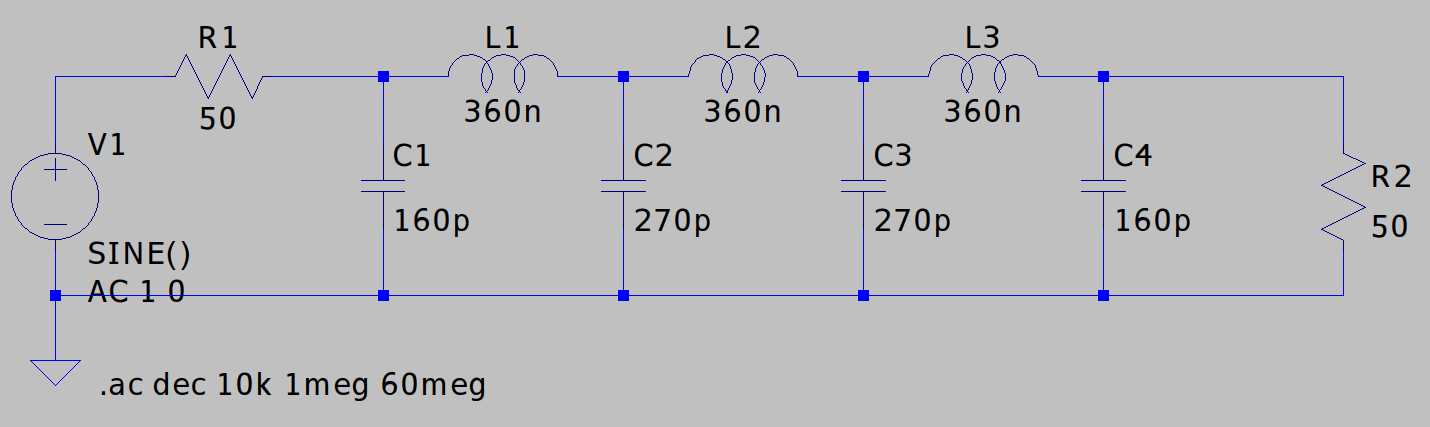 R1
50
L1
360n
L2
360n
L3
360n
V1
SINE()
AC 1 0
C1
160p
C2
270p
C3
270p
C4
160p
R2
50
.ac dec 10k 1meg 60meg